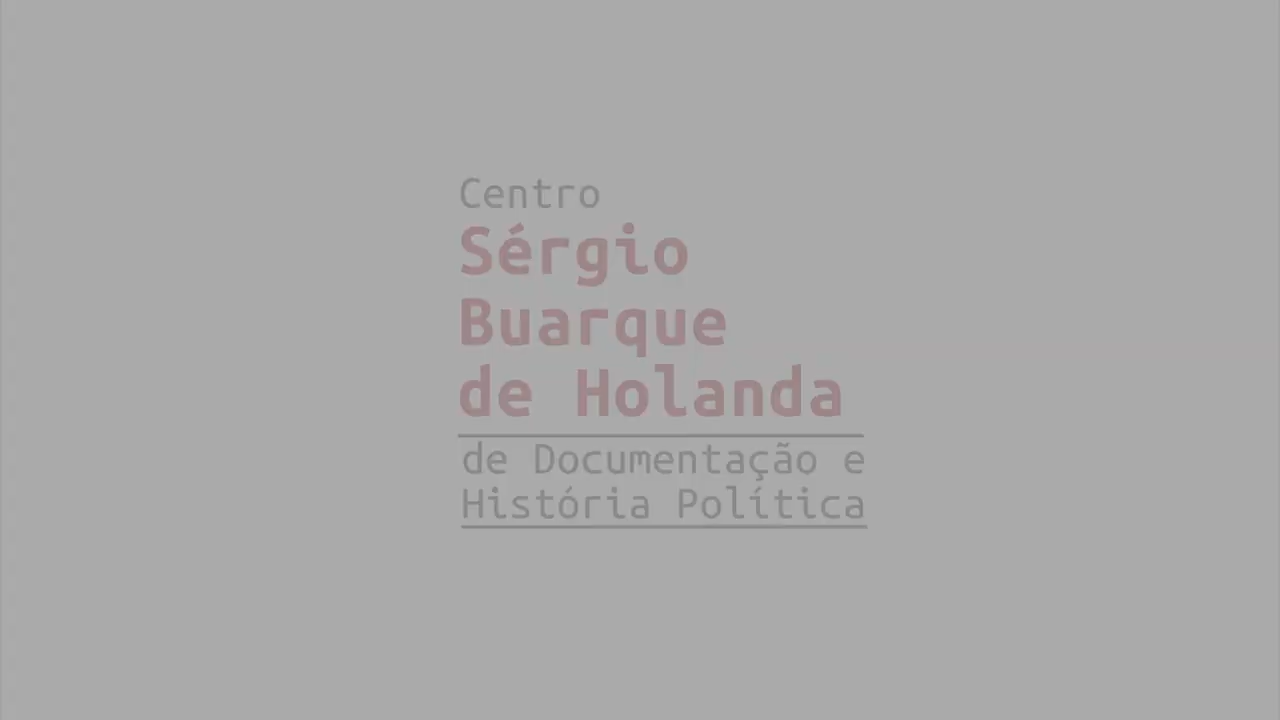 Centro
Sérgio
Buarque
de Holanda
de Documentação e
História Política